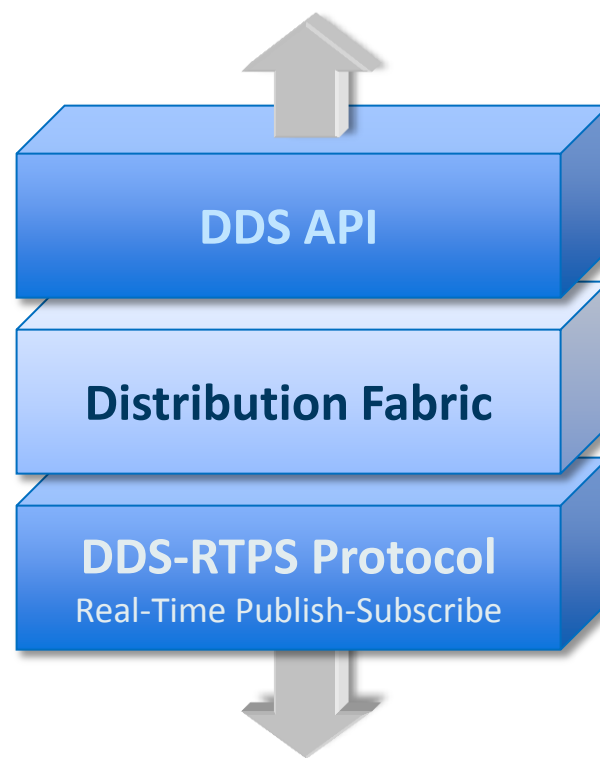 DDS API
Distribution Fabric
DDS-RTPS Protocol
Real-Time Publish-Subscribe